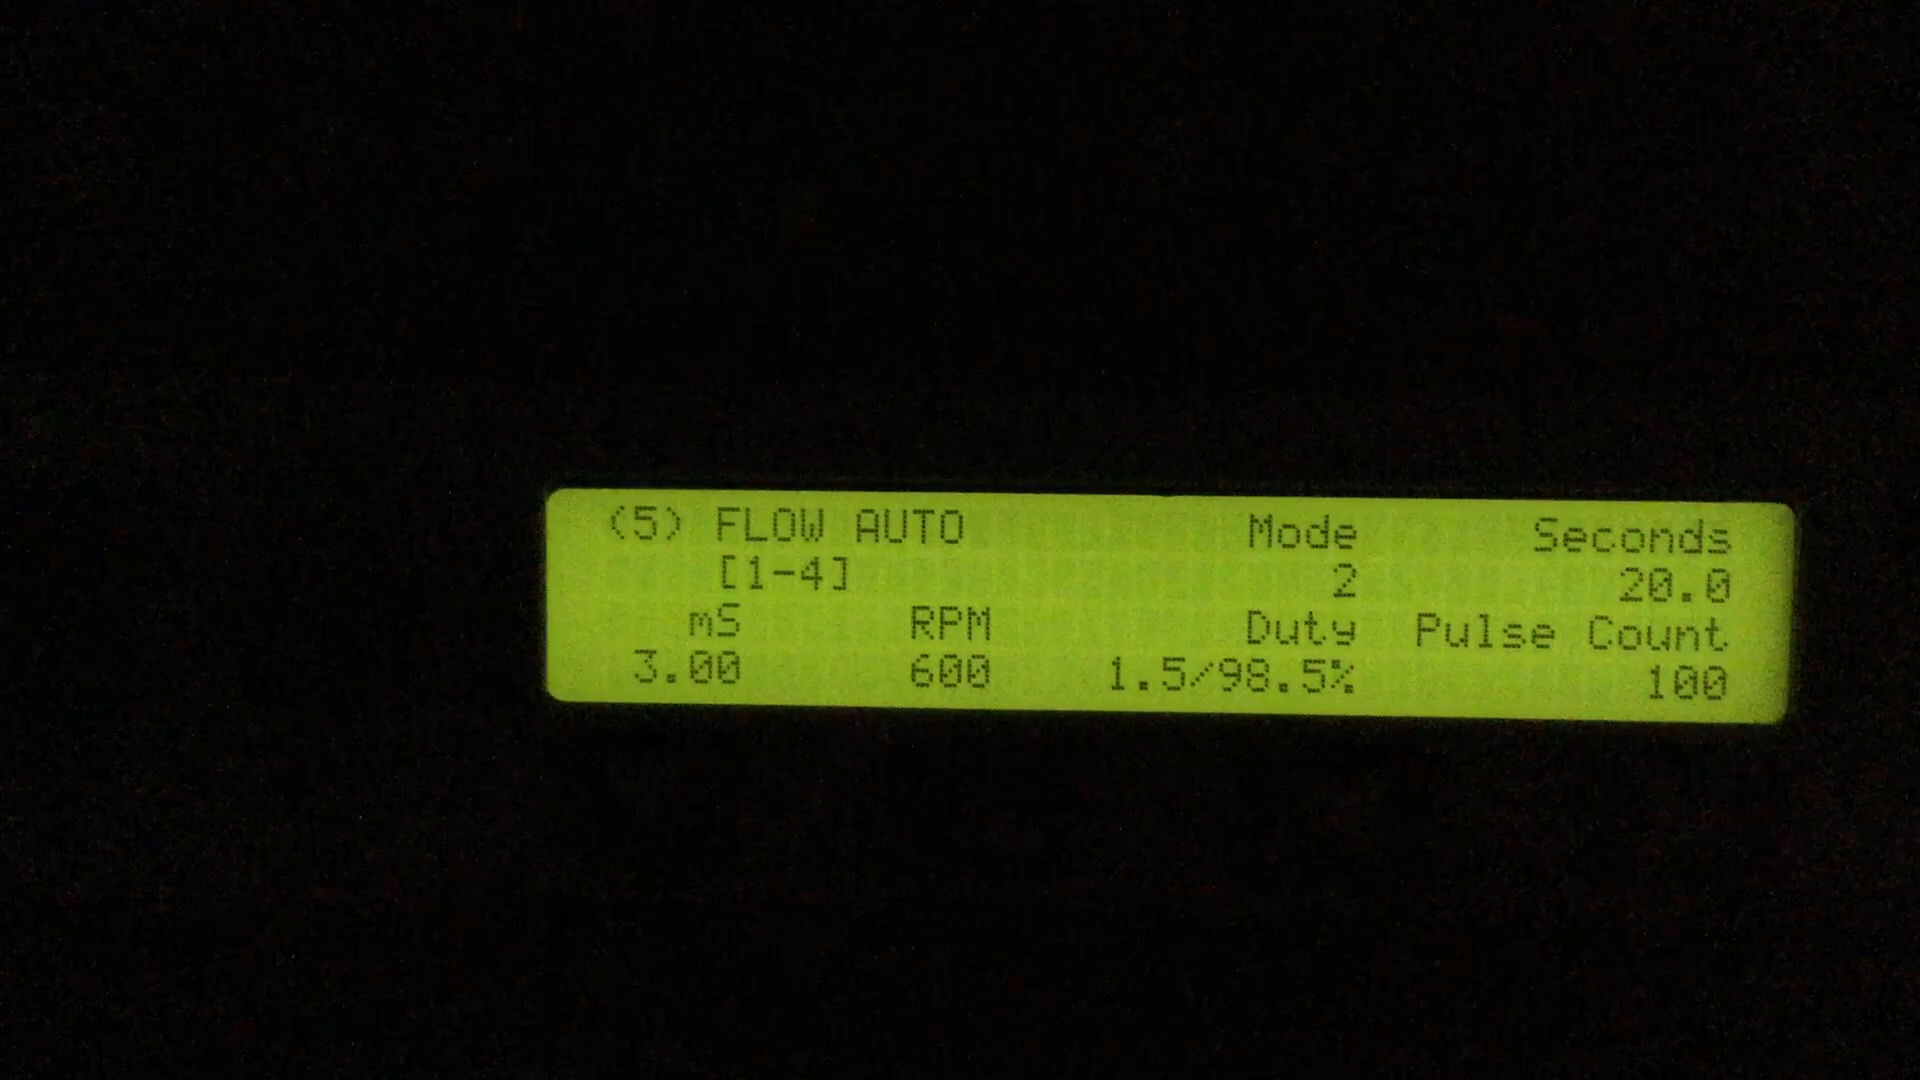 (5) FLOW AUTO Mode Seconds
[1-4] 2 20.0
mS RPM Duty Pulse Count
3.00 600 1.5/98.5% 100